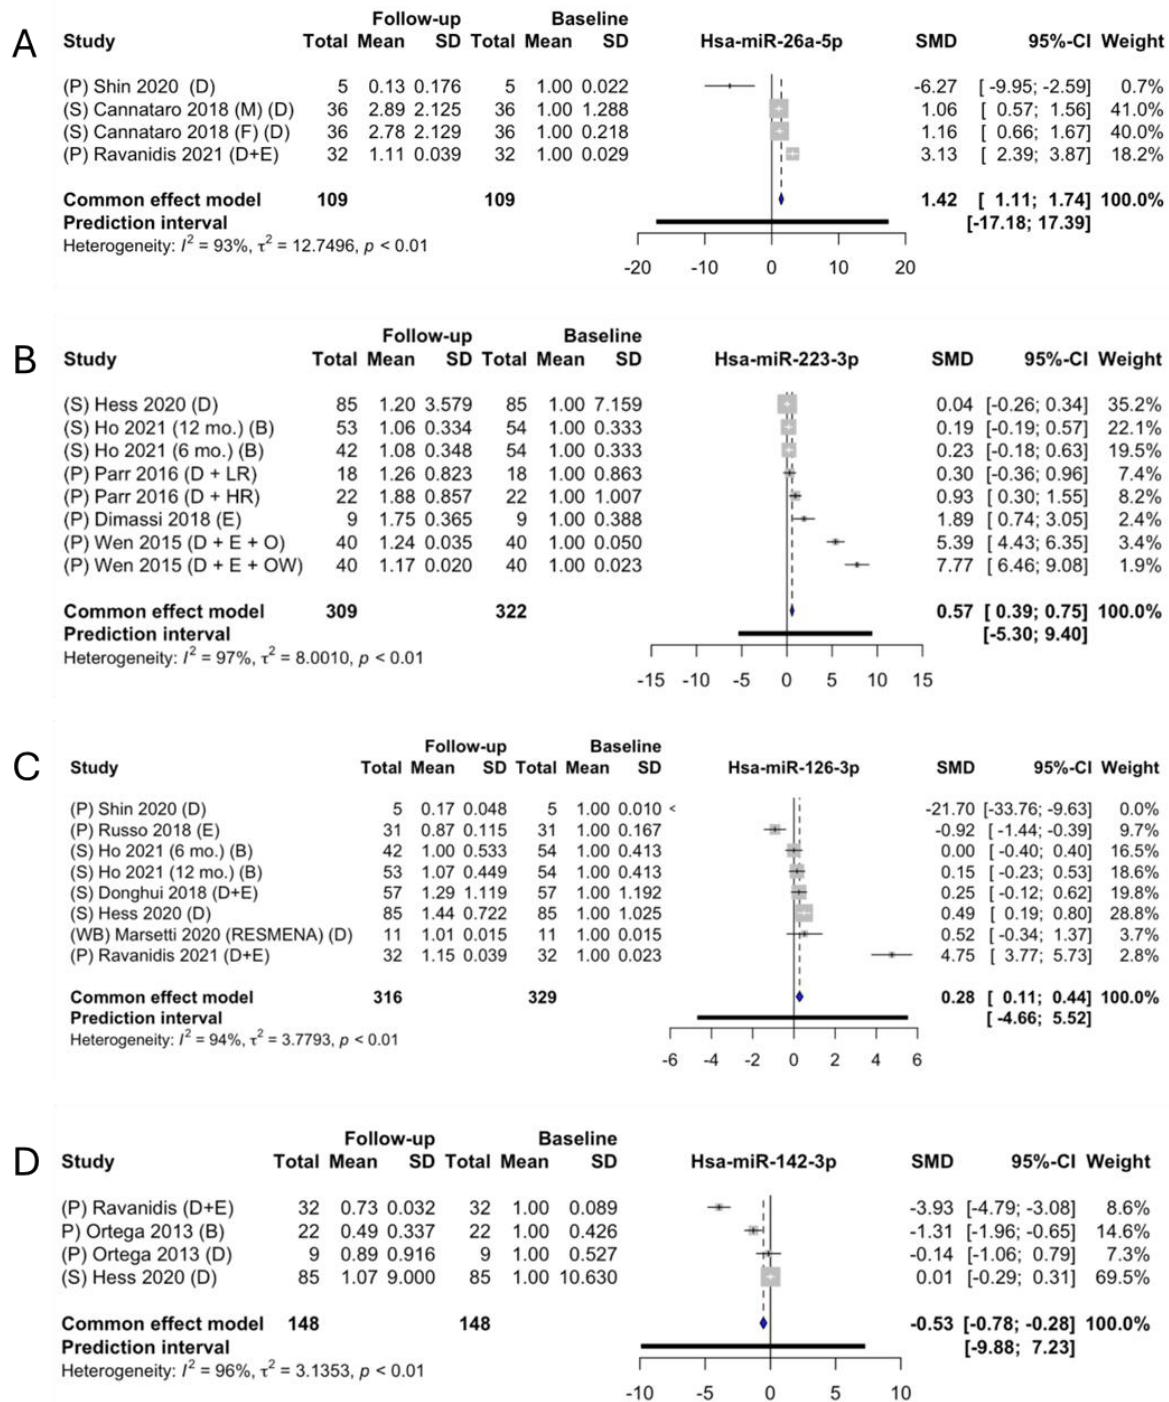 A
Follow-up Baseline
Study Total Mean SD Total Mean SD Hsa-miR-26a-5p SMD 95%-CI Weight
(P) Shin 2020 (D) 5 0.13 0.176 5 1.00 0.022 -6.27 [ -9.95; -2.59] 0.7%
(S) Cannataro 2018 (M) (D) 36 2.89 2.125 36 1.00 1.288 1.06 [ 0.57; 1.56] 41.0%
(S) Cannataro 2018 (F) (D) 36 2.78 2.129 36 1.00 0.218 1.16 [ 0.66; 1.67] 40.0%
(P) Ravanidis 2021 (D+E) 32 1.11 0.039 32 1.00 0.029 3.13 [ 2.39; 3.87] 18.2%
Common effect model 109 109 1.42 [ 1.11; 1.74] 100.0%
Prediction interval [-17.18; 17.39]
Heterogeneity: I² = 93%, τ² = 12.7496, p < 0.01
-20 -10 0 10 20
B
Follow-up Baseline
Study Total Mean SD Total Mean SD Hsa-miR-223-3p SMD 95%-CI Weight
(S) Hess 2020 (D) 85 1.20 3.579 85 1.00 7.159 0.04 [-0.26; 0.34] 35.2%
(S) Ho 2021 (12 mo.) (B) 53 1.06 0.334 54 1.00 0.333 0.19 [-0.19; 0.57] 22.1%
(S) Ho 2021 (6 mo.) (B) 42 1.08 0.348 54 1.00 0.333 0.23 [-0.18; 0.63] 19.5%
(P) Parr 2016 (D + LR) 18 1.26 0.823 18 1.00 0.863 0.30 [-0.36; 0.96] 7.4%
(P) Parr 2016 (D + HR) 22 1.88 0.857 22 1.00 1.007 0.93 [ 0.30; 1.55] 8.2%
(P) Dimassi 2018 (E) 9 1.75 0.365 9 1.00 0.388 1.89 [ 0.74; 3.05] 2.4%
(P) Wen 2015 (D + E + O) 40 1.24 0.035 40 1.00 0.050 5.39 [ 4.43; 6.35] 3.4%
(P) Wen 2015 (D + E + OW) 40 1.17 0.020 40 1.00 0.023 7.77 [ 6.46; 9.08] 1.9%
Common effect model 309 322 0.57 [ 0.39; 0.75] 100.0%
Prediction interval [-5.30; 9.40]
Heterogeneity: I² = 97%, τ² = 8.0010, p < 0.01
-15 -10 -5 0 5 10 15
C
Follow-up Baseline
Study Total Mean SD Total Mean SD Hsa-miR-126-3p SMD 95%-CI Weight
(P) Shin 2020 (D) 5 0.17 0.048 5 1.00 0.010 < -21.70 [-33.76; -9.63] 0.0%
(P) Russo 2018 (E) 31 0.87 0.115 31 1.00 0.167 -0.92 [ -1.44; -0.39] 9.7%
(S) Ho 2021 (6 mo.) (B) 42 1.00 0.533 54 1.00 0.413 0.00 [ -0.40; 0.40] 16.5%
(S) Ho 2021 (12 mo.) (B) 53 1.07 0.449 54 1.00 0.413 0.15 [ -0.23; 0.53] 18.6%
(S) Donghui 2018 (D+E) 57 1.29 1.119 57 1.00 1.192 0.25 [ -0.12; 0.62] 19.8%
(S) Hess 2020 (D) 85 1.44 0.722 85 1.00 1.025 0.49 [ 0.19; 0.80] 28.8%
(WB) Marsetti 2020 (RESMENA) (D) 11 1.01 0.015 11 1.00 0.015 0.52 [ -0.34; 1.37] 3.7%
(P) Ravanidis 2021 (D+E) 32 1.15 0.039 32 1.00 0.023 4.75 [ 3.77; 5.73] 2.8%
Common effect model 316 329 0.28 [ 0.11; 0.44] 100.0%
Prediction interval [ -4.66; 5.52]
Heterogeneity: I² = 94%, τ² = 3.7793, p < 0.01
-6 -4 -2 0 2 4 6
D
Follow-up Baseline
Study Total Mean SD Total Mean SD Hsa-miR-142-3p SMD 95%-CI Weight
(P) Ravanidis (D+E) 32 0.73 0.032 32 1.00 0.089 -3.93 [-4.79; -3.08] 8.6%
P) Ortega 2013 (B) 22 0.49 0.337 22 1.00 0.426 -1.31 [-1.96; -0.65] 14.6%
(P) Ortega 2013 (D) 9 0.89 0.916 9 1.00 0.527 -0.14 [-1.06; 0.79] 7.3%
(S) Hess 2020 (D) 85 1.07 9.000 85 1.00 10.630 0.01 [-0.29; 0.31] 69.5%
Common effect model 148 148 -0.53 [-0.78; -0.28] 100.0%
Prediction interval [-9.88; 7.23]
Heterogeneity: I² = 96%, τ² = 3.1353, p < 0.01
-10 -5 0 5 10